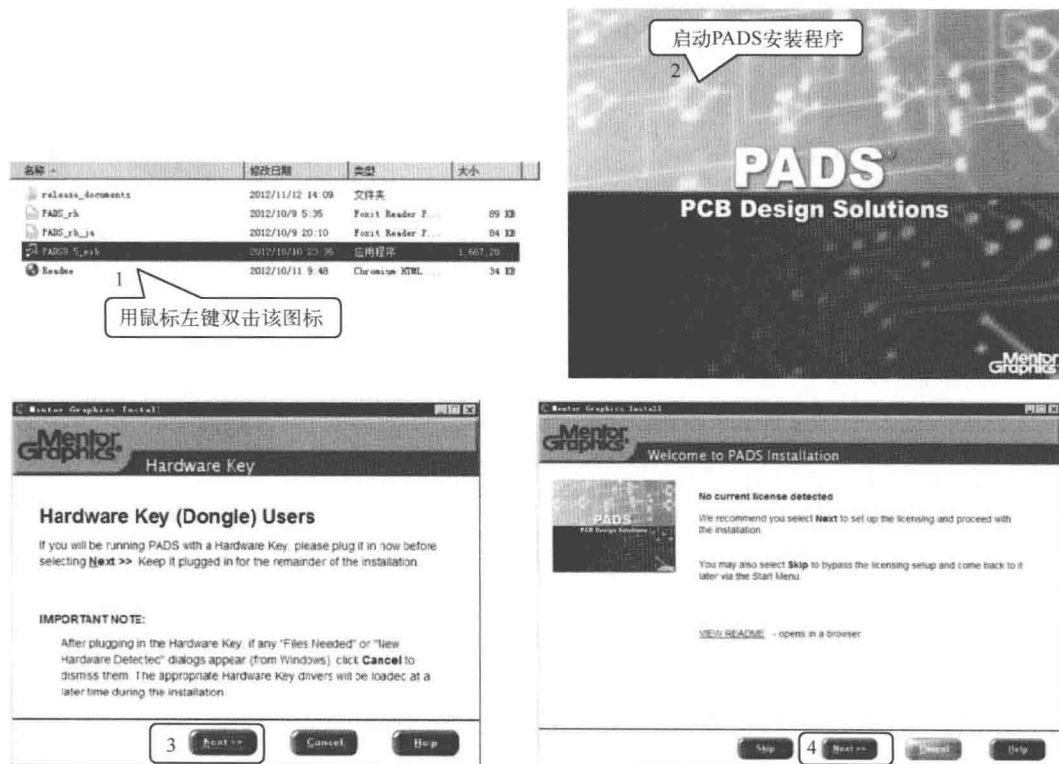 启动PADS安装程序
2
PADS
PCB Design Solutions
Mentor
Graphics
名称 修改日期 类型 大小
release_documents 2012/11/12 14:09 文件夹
PADS_rh 2012/10/9 5:35 Foxit Reader P... 89 KB
PADS_rh_ja 2012/10/9 20:10 Foxit Reader P... 84 KB
2012/10/10 应用程序
Readme 2012/10/11 9:48 Chromium HTML ... 34 KB
1
用鼠标左键双击该图标
Mentor Graphics Install
Mentor
Graphics
Hardware Key
Hardware Key (Dongle) Users
If you will be running PADS with a Hardware Key, please plug it in now before
selecting Next >> Keep it plugged in for the remainder of the installation
IMPORTANT NOTE:
After plugging in the Hardware Key, if any "Files Needed" or "New
Hardware Detected" dialogs appear (from Windows), click Cancel to
dismiss them. The appropriate Hardware Key drivers will be loaded at a
later time during the installation
3 Next >> Cancel Help
Mentor Graphics Install
Mentor
Graphics
Welcome to PADS Installation
PADS
PCB Design Solutions
No current license detected
We recommend you select Next to set up the licensing and proceed with
the installation
You may also select Skip to bypass the licensing setup and come back to it
later via the Start Menu.
VIEW README - opens in a browser
Skip 4 Next >> Cancel Help